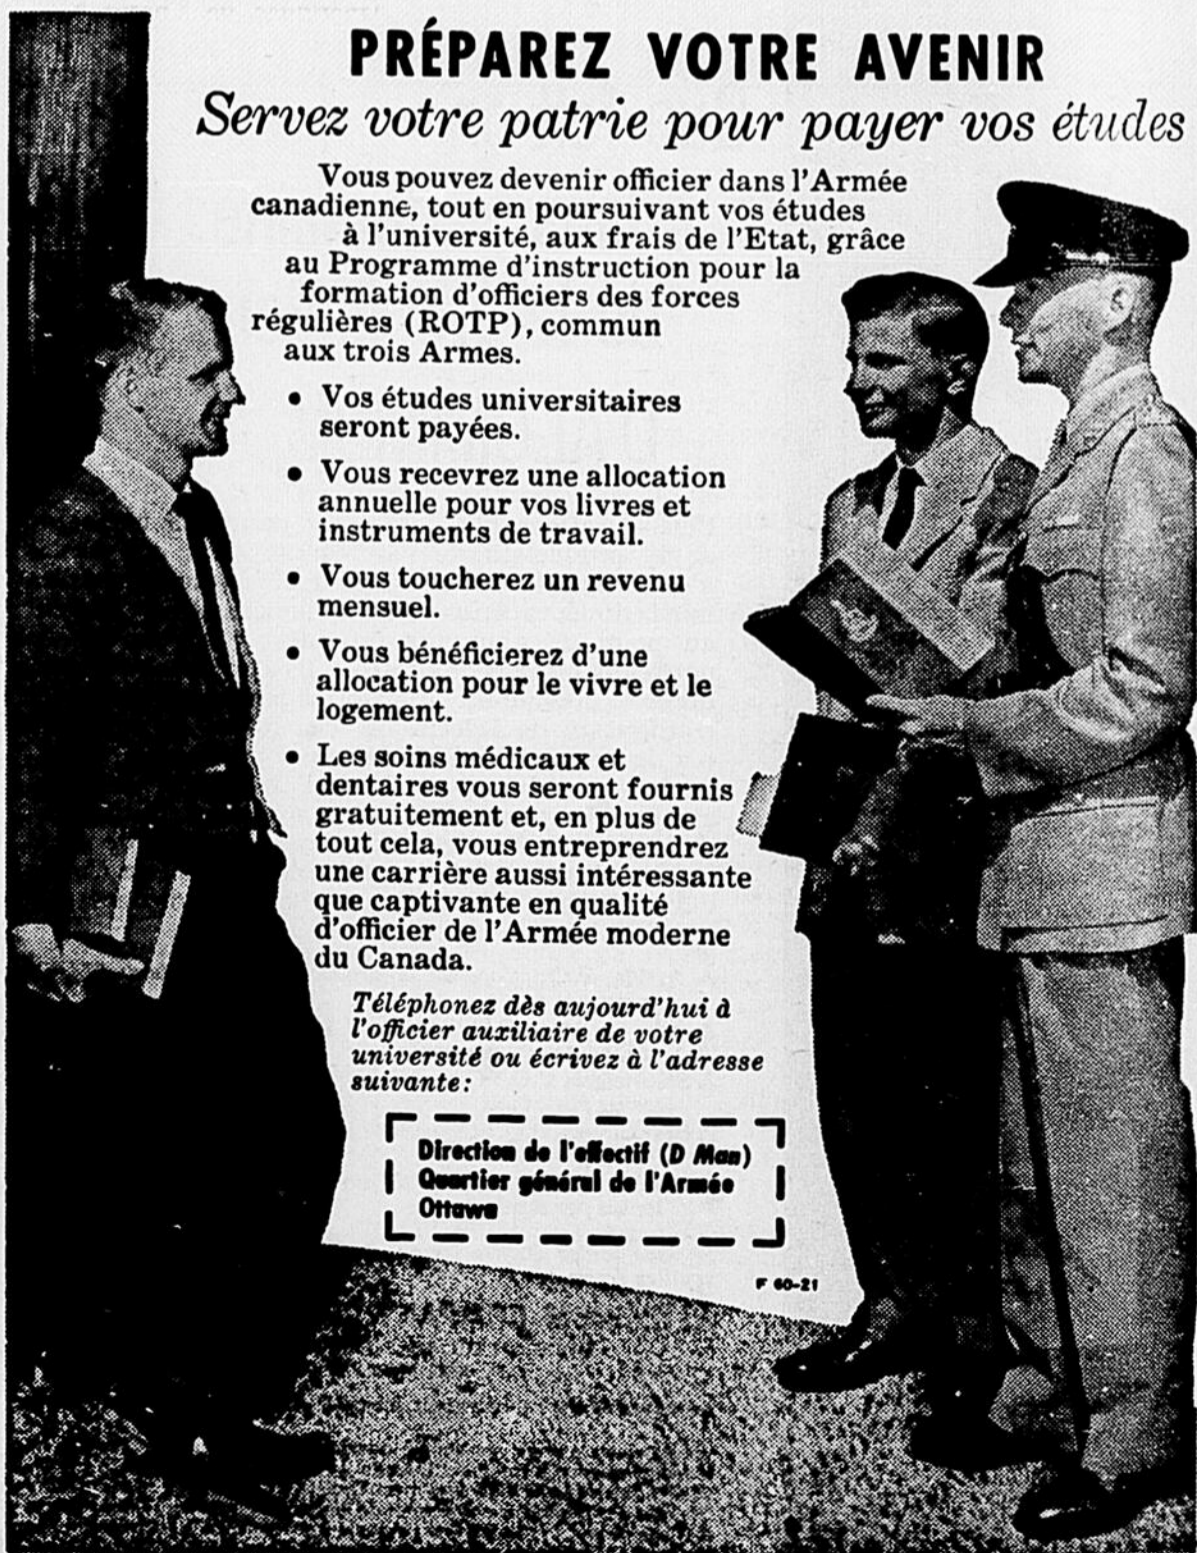 PRÉPAREZ VOTRE AVENIR
Servez votre patrie pour payer vos études
Vous pouvez devenir officier dans l'Armée
canadienne, tout en poursuivant vos études
à l'université, aux frais de l'Etat, grâce
au Programme d'instruction pour la
formation d'officiers des forces
régulières (ROTP), commun
aux trois Armes.
• Vos études universitaires
seront payées.
• Vous recevrez une allocation
annuelle pour vos livres et
instruments de travail.
• Vous toucherez un revenu
mensuel.
• Vous bénéficierez d'une
allocation pour le vivre et le
logement.
• Les soins médicaux et
dentaires vous seront fournis
gratuitement et, en plus de
tout cela, vous entreprendrez
une carrière aussi intéressante
que captivante en qualité
d'officier de l'Armée moderne
du Canada.
Téléphonez dès aujourd'hui à
l'officier auxiliaire de votre
université ou écrivez à l'adresse
suivante:
Direction de l'effectif (D Man)
Quartier général de l'Armée
Ottawa
F 60-21